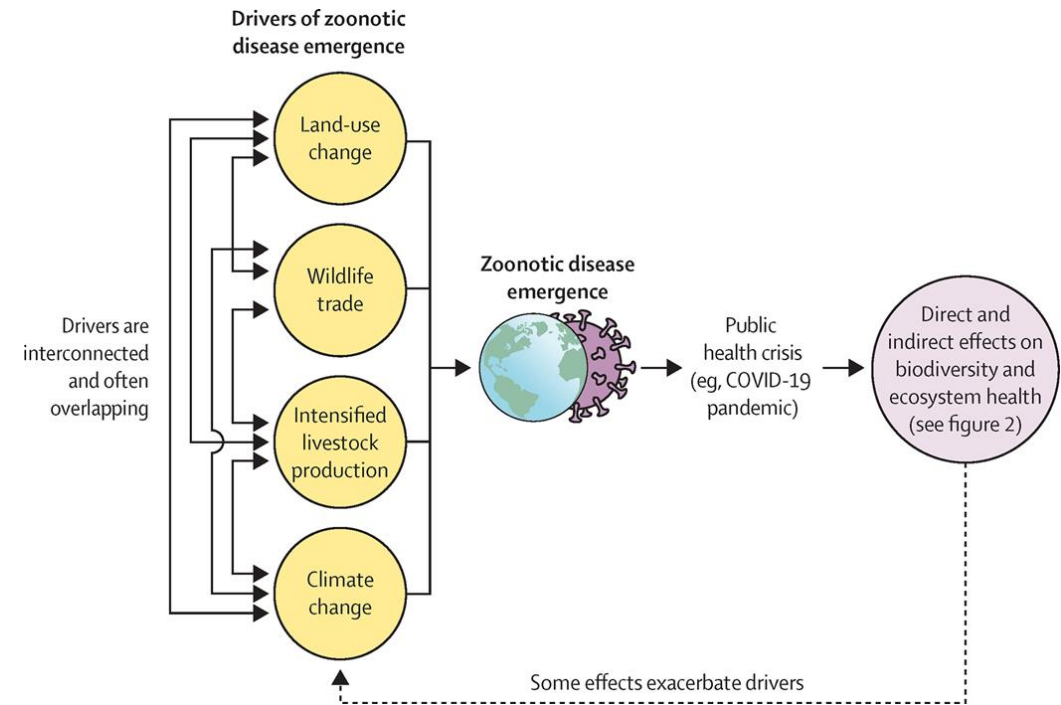 Drivers of zoonotic
disease emergence
Land-use
change
Wildlife
trade
Intensified
livestock
production
Climate
change
Drivers are
interconnected
and often
overlapping
Zoonotic disease
emergence
Public
health crisis
(eg, COVID-19
pandemic)
Direct and
indirect effects on
biodiversity and
ecosystem health
(see figure 2)
Some effects exacerbate drivers